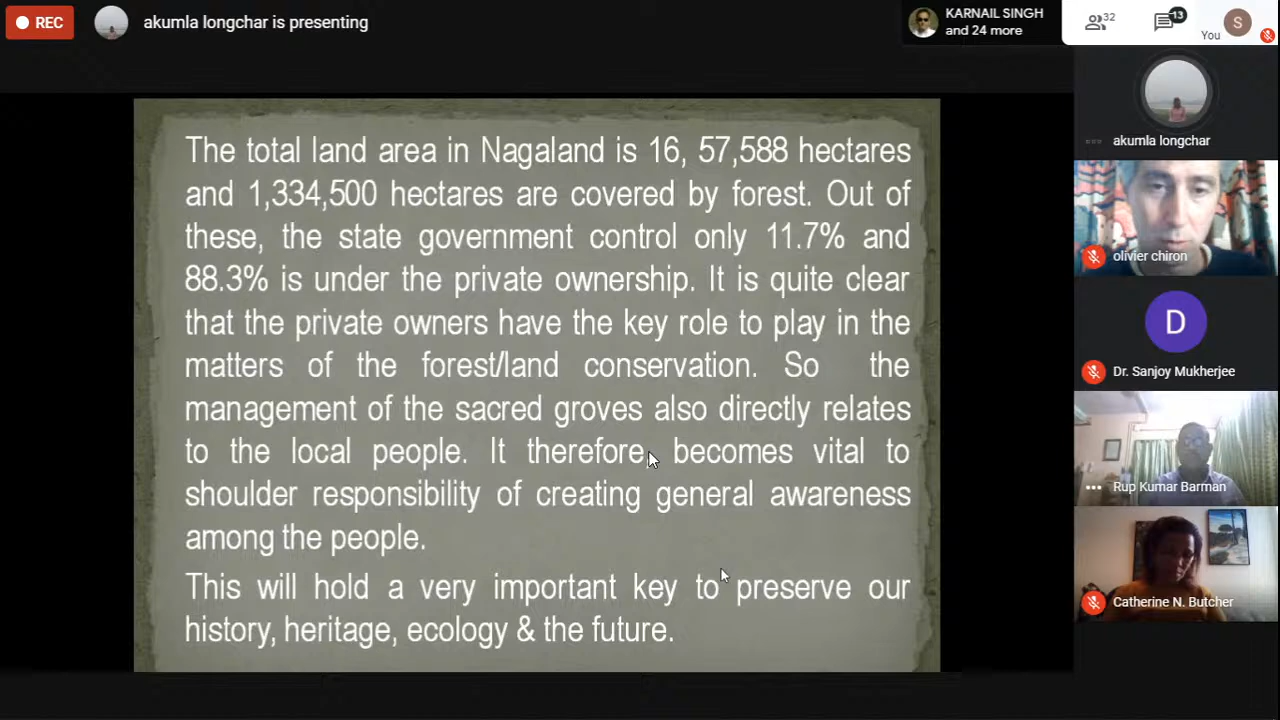 REC
akumla longchar is presenting
KARNAIL SINGH
and 24 more
32
13
You
S
The total land area in Nagaland is 16, 57,588 hectares
and 1,334,500 hectares are covered by forest. Out of
these, the state government control only 11.7% and
88.3% is under the private ownership. It is quite clear
that the private owners have the key role to play in the
matters of the forest/land conservation. So the
management of the sacred groves also directly relates
to the local people. It therefore becomes vital to
shoulder responsibility of creating general awareness
among the people.
This will hold a very important key to preserve our
history, heritage, ecology & the future.
akumla longchar
olivier chiron
D
Dr. Sanjoy Mukherjee
Rup Kumar Barman
Catherine N. Butcher